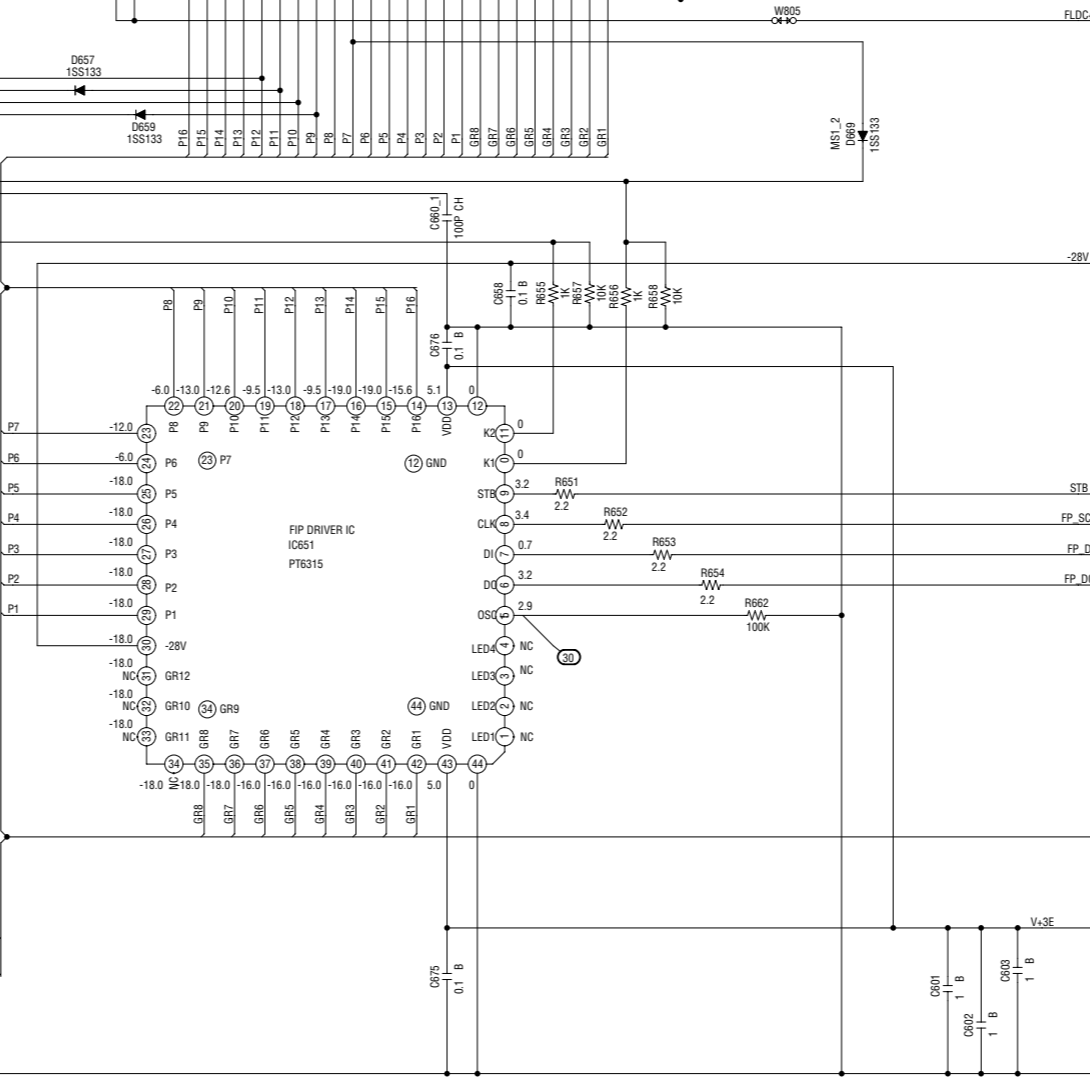 W805
FLDC
D657
1SS133
D659
1SS133
P16 P15 P14 P13 P12 P11 P10 P9 P8 P7 P6 P5 P4 P3 P2 P1 GR8 GR7 GR6 GR5 GR4 GR3 GR2 GR1
MS1_2
D669
1SS133
C660_1
100P CH
-28V
C658
0.1 B
R655
1K
R657
10K
R656
1K
R658
10K
P8 P9 P10 P11 P12 P13 P14 P15 P16
C676
0.1 B
-6.0 -13.0 -12.6 -9.5 -13.0 -9.5 -19.0 -19.0 -15.6 5.1 0
22 21 20 19 18 17 16 15 14 13 12
P8 P9 P10 P11 P12 P13 P14 P15 P16 VDD
P7 -12.0 23
K2 11 0
P6 -6.0 24 P6
23 P7
12 GND
K1 0 0
P5 -18.0 25 P5
STB 9 3.2 R651 2.2 STB
P4 -18.0 26 P4
CLK 8 3.4 R652 2.2 FP_SC
FIP DRIVER IC
IC651
PT6315
P3 -18.0 27 P3
DI 7 0.7 R653 2.2 FP_D
P2 -18.0 28 P2
DO 6 3.2 R654 2.2 FP_D
P1 -18.0 29 P1
OSC 5 2.9 R662 100K
30
-18.0 30 -28V
LED4 4 NC
-18.0 NC 31 GR12
LED3 3 NC
-18.0 NC 32 GR10
34 GR9
44 GND
LED2 2 NC
-18.0 NC 33 GR11
LED1 1 NC
GR8 GR7 GR6 GR5 GR4 GR3 GR2 GR1 VDD
34 35 36 37 38 39 40 41 42 43 44
-18.0 NC -18.0 -18.0 -16.0 -16.0 -16.0 -16.0 -16.0 -16.0 5.0 0
GR8 GR7 GR6 GR5 GR4 GR3 GR2 GR1
V+3E
C675
0.1 B
C601
1 B
C602
1 B
C603
1 B